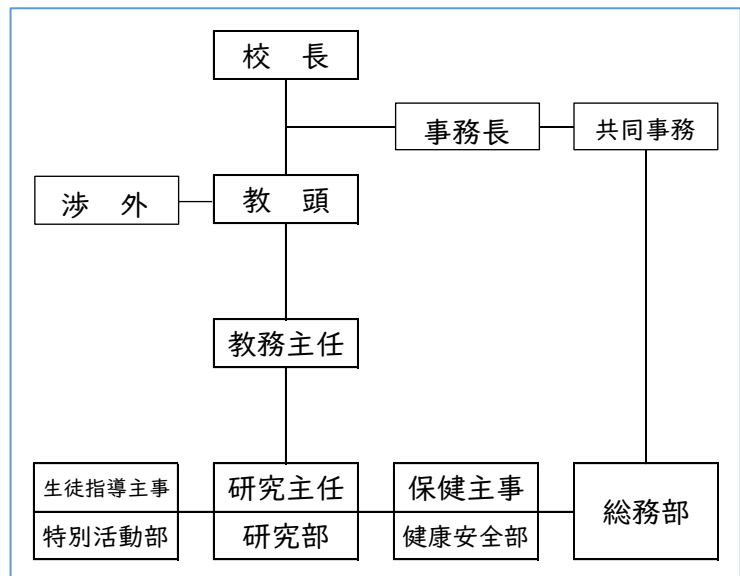 校　長
事務長
共同事務
渉　外
教　頭
教務主任
生徒指導主事
研究主任
保健主事
総務部
特別活動部
研究部
健康安全部